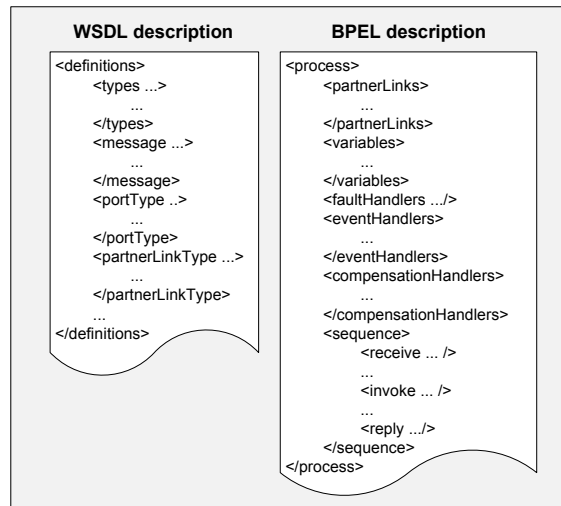 WSDL description
<definitions>
<types ...>
...
</types>
<message ...>
...
</message>
<portType ..>
...
</portType>
<partnerLinkType ...>
...
</partnerLinkType>
...
</definitions>
BPEL description
<process>
<partnerLinks>
...
</partnerLinks>
<variables>
...
</variables>
<faultHandlers .../>
<eventHandlers>
...
</eventHandlers>
<compensationHandlers>
...
</compensationHandlers>
<sequence>
<receive ... />
...
<invoke ... />
...
<reply .../>
</sequence>
</process>